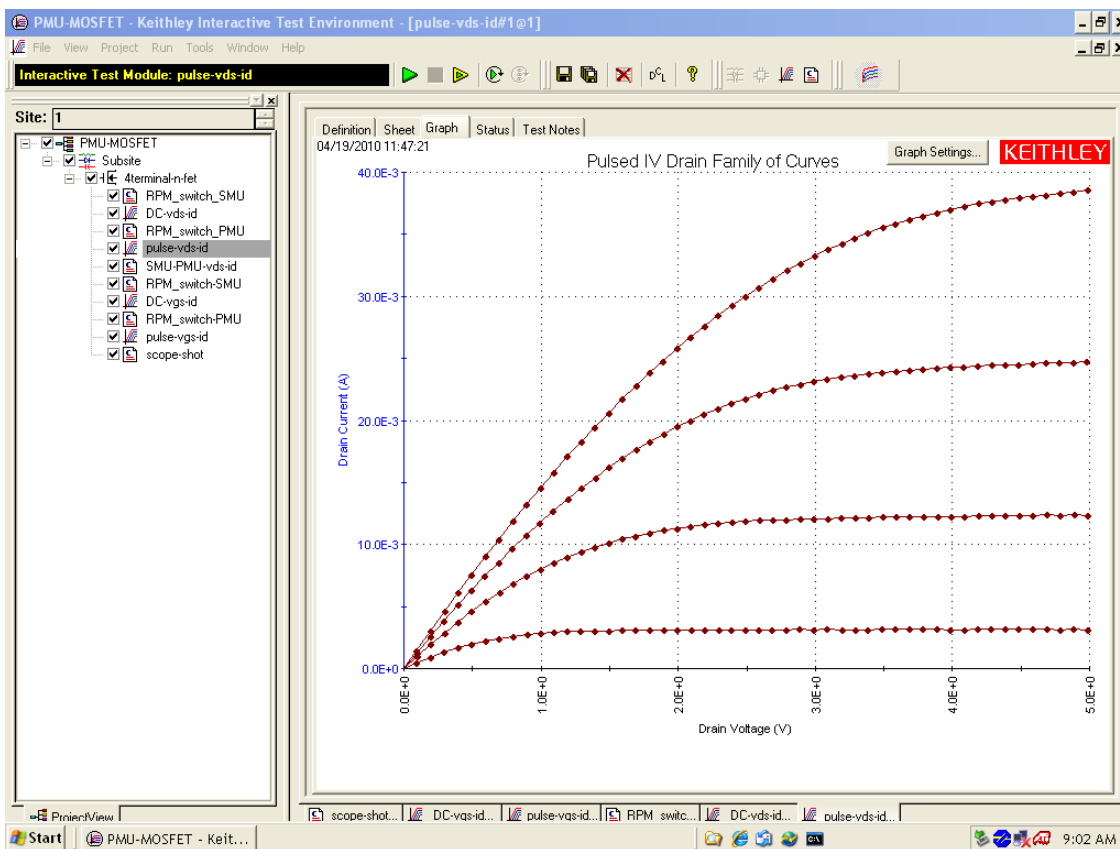 PMU-MOSFET - Keithley Interactive Test Environment - [pulse-vds-id#1@1]
File View Project Run Tools Window Help
Interactive Test Module: pulse-vds-id
Site: 1
PMU-MOSFET
Subsite
4terminal-n-fet
RPM_switch_SMU
DC-vds-id
RPM_switch_PMU
pulse-vds-id
SMU-PMU-vds-id
RPM_switch-SMU
DC-vgs-id
RPM_switch-PMU
pulse-vgs-id
scope-shot
ProjectView
Definition Sheet Graph Status Test Notes
04/19/2010 11:47:21
Pulsed IV Drain Family of Curves
Graph Settings...
KEITHLEY
40.0E-3
30.0E-3
20.0E-3
10.0E-3
0.0E+0
Drain Current (A)
0.0E+0 1.0E+0 2.0E+0 3.0E+0 4.0E+0 5.0E+0
Drain Voltage (V)
scope-shot... DC-vgs-id... pulse-vgs-id... RPM_switc... DC-vds-id... pulse-vds-id...
Start PMU-MOSFET - Keit... 9:02 AM